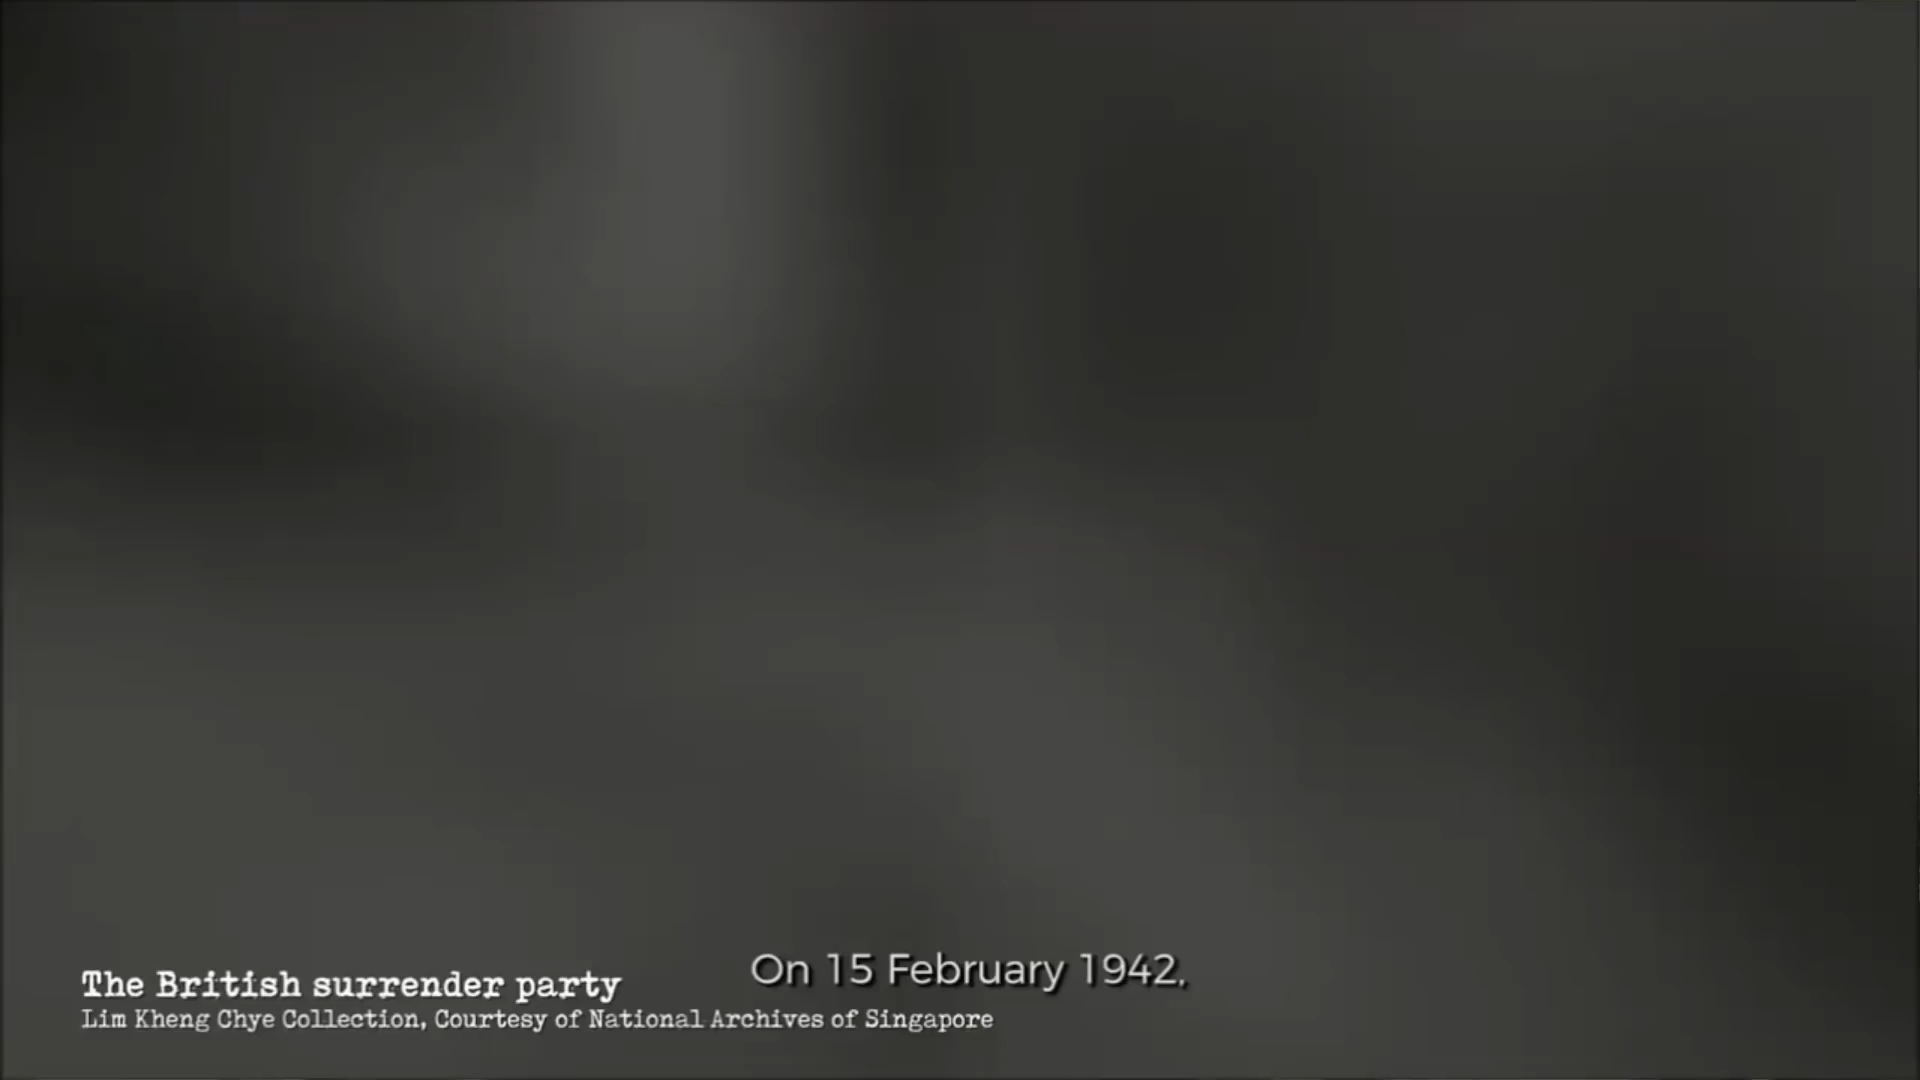 On 15 February 1942,
The British surrender party
Lim Kheng Chye Collection, Courtesy of National Archives of Singapore